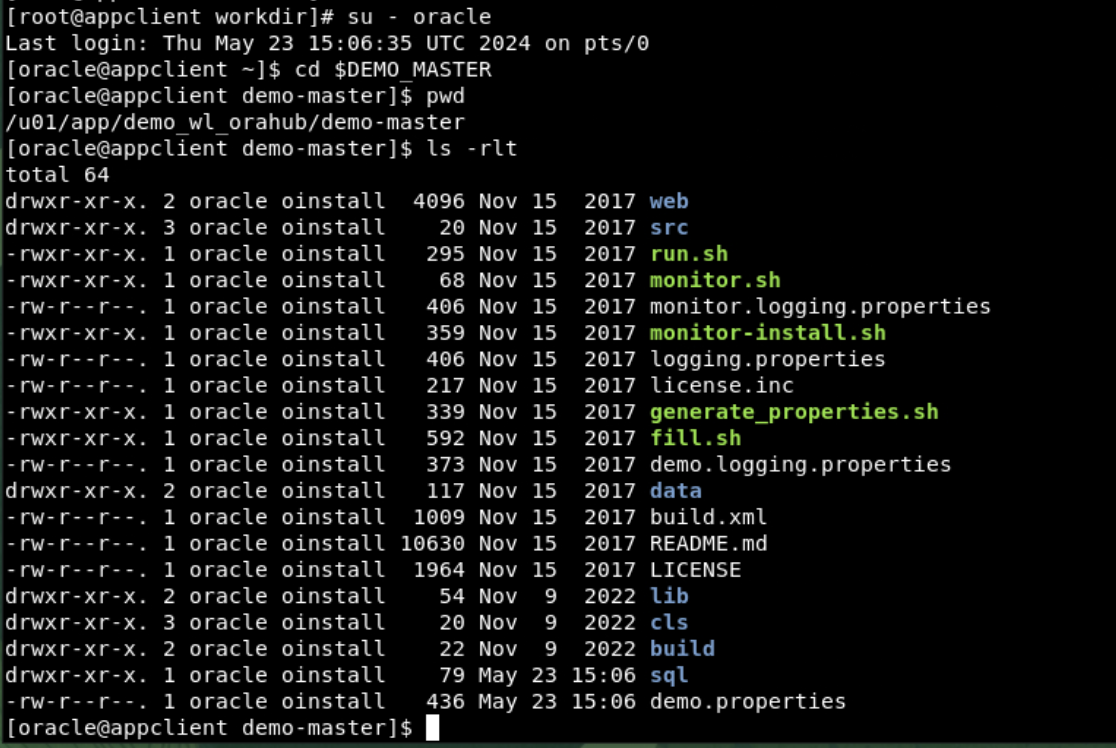 [root@appclient workdir]# su - oracle
Last login: Thu May 23 15:06:35 UTC 2024 on pts/0
[oracle@appclient ~]$ cd $DEMO_MASTER
[oracle@appclient demo-master]$ pwd
/u01/app/demo_wl_orahub/demo-master
[oracle@appclient demo-master]$ ls -rlt
total 64
drwxr-xr-x. 2 oracle oinstall  4096 Nov 15  2017 web
drwxr-xr-x. 3 oracle oinstall    20 Nov 15  2017 src
-rwxr-xr-x. 1 oracle oinstall   295 Nov 15  2017 run.sh
-rwxr-xr-x. 1 oracle oinstall    68 Nov 15  2017 monitor.sh
-rw-r--r--. 1 oracle oinstall   406 Nov 15  2017 monitor.logging.properties
-rwxr-xr-x. 1 oracle oinstall   359 Nov 15  2017 monitor-install.sh
-rw-r--r--. 1 oracle oinstall   406 Nov 15  2017 logging.properties
-rw-r--r--. 1 oracle oinstall   217 Nov 15  2017 license.inc
-rwxr-xr-x. 1 oracle oinstall   339 Nov 15  2017 generate_properties.sh
-rwxr-xr-x. 1 oracle oinstall   592 Nov 15  2017 fill.sh
-rw-r--r--. 1 oracle oinstall   373 Nov 15  2017 demo.logging.properties
drwxr-xr-x. 2 oracle oinstall   117 Nov 15  2017 data
-rw-r--r--. 1 oracle oinstall  1009 Nov 15  2017 build.xml
-rw-r--r--. 1 oracle oinstall 10630 Nov 15  2017 README.md
-rw-r--r--. 1 oracle oinstall  1964 Nov 15  2017 LICENSE
drwxr-xr-x. 2 oracle oinstall    54 Nov  9  2022 lib
drwxr-xr-x. 3 oracle oinstall    20 Nov  9  2022 cls
drwxr-xr-x. 2 oracle oinstall    22 Nov  9  2022 build
drwxr-xr-x. 1 oracle oinstall    79 May 23 15:06 sql
-rw-r--r--. 1 oracle oinstall   436 May 23 15:06 demo.properties
[oracle@appclient demo-master]$